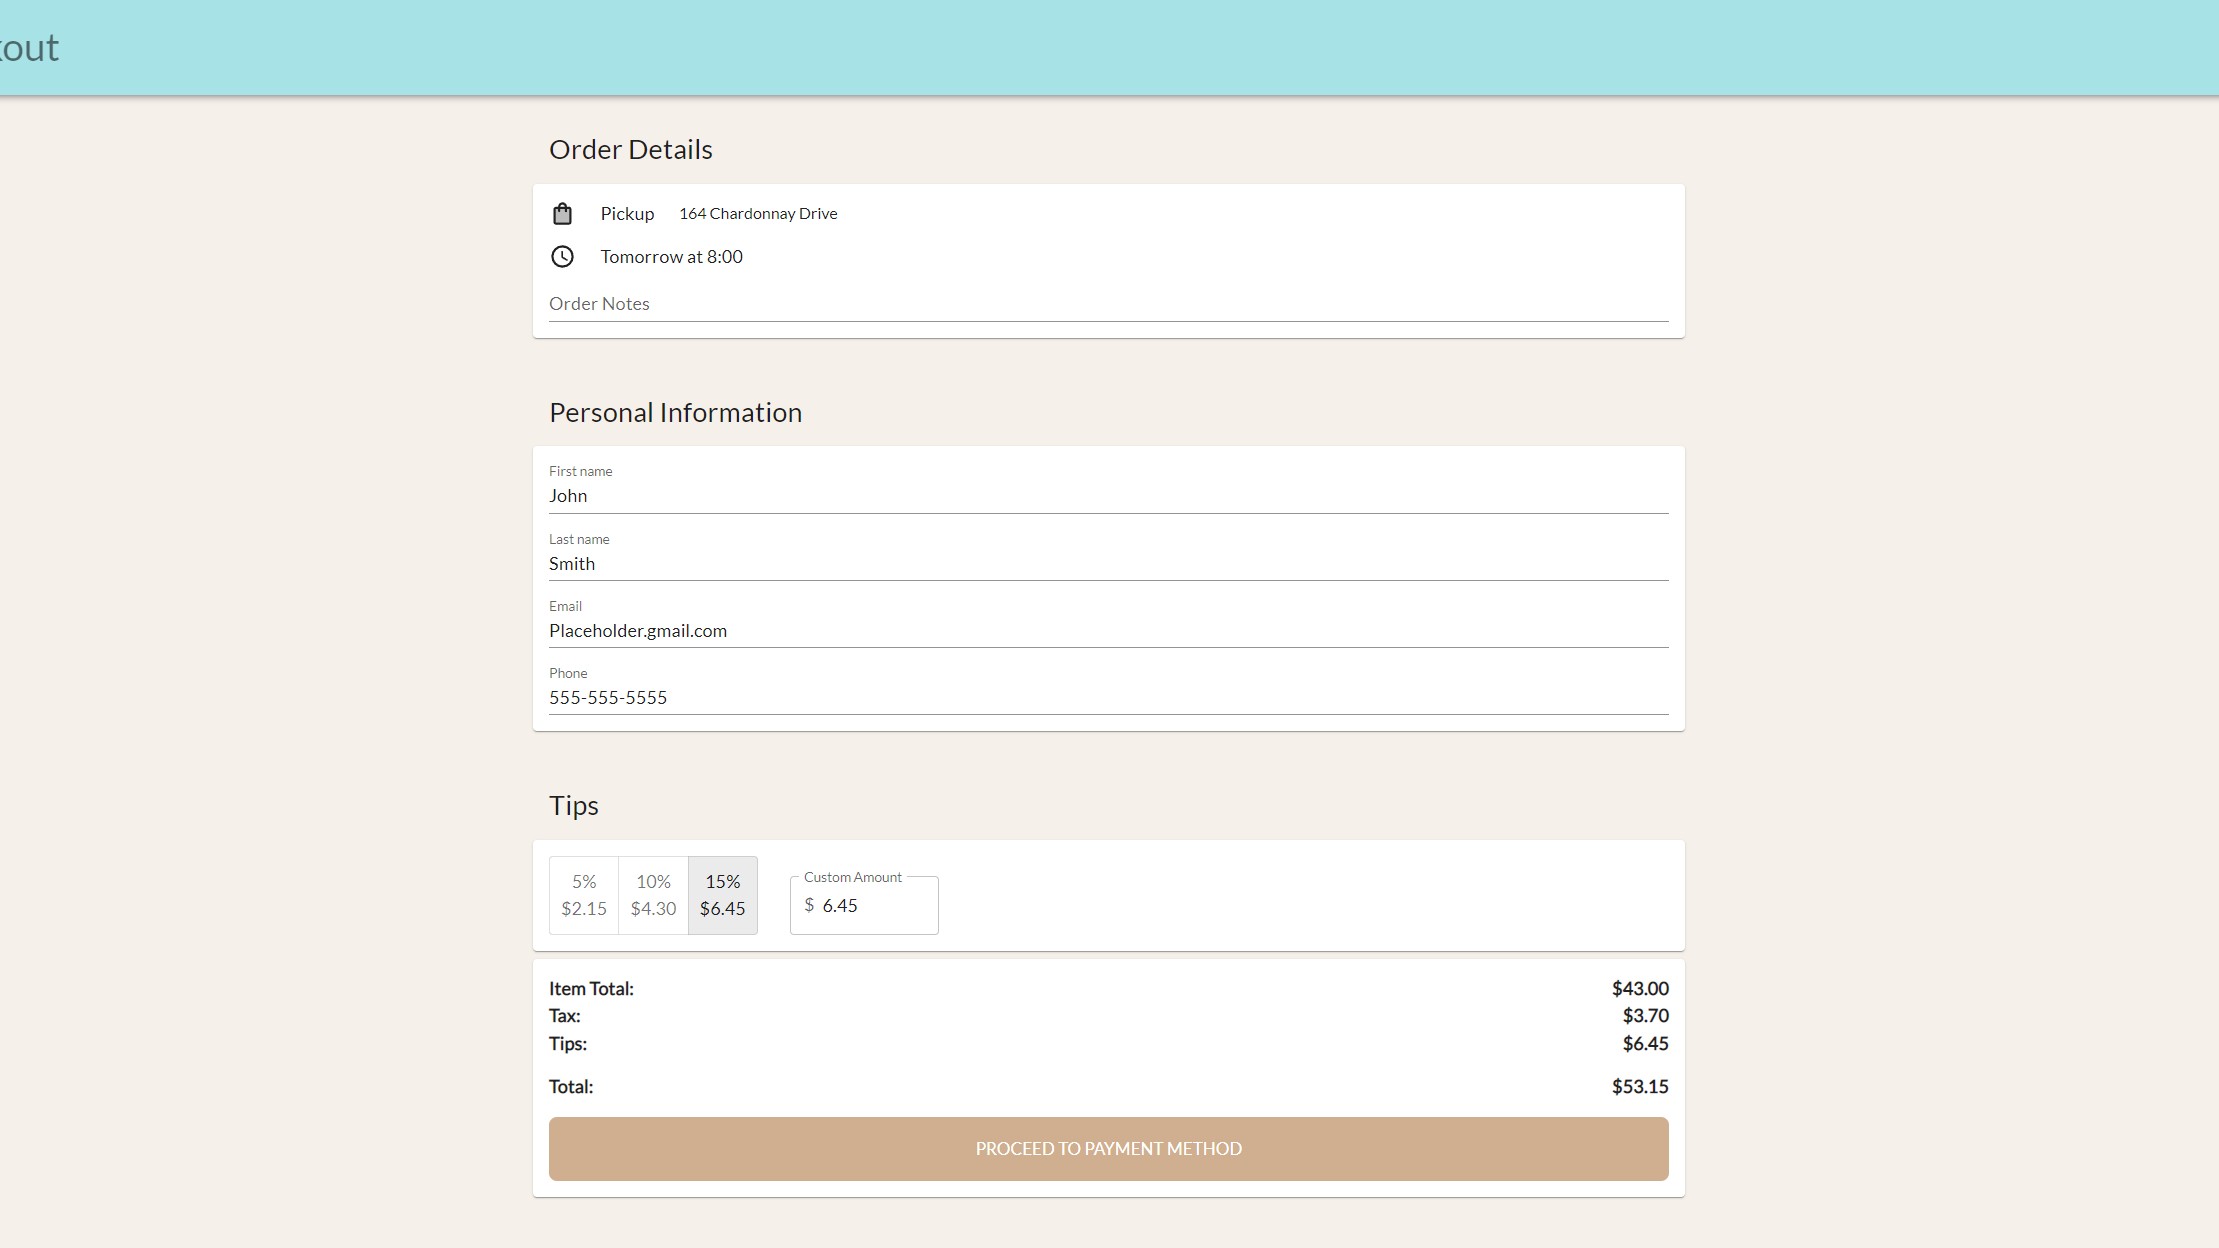 out
Order Details
Pickup 164 Chardonnay Drive
Tomorrow at 8:00
Order Notes
Personal Information
First name
John
Last name
Smith
Email
Placeholder.gmail.com
Phone
555-555-5555
Tips
5% 10% 15%
$2.15 $4.30 $6.45
Custom Amount
$ 6.45
Item Total: $43.00
Tax: $3.70
Tips: $6.45
Total: $53.15
PROCEED TO PAYMENT METHOD